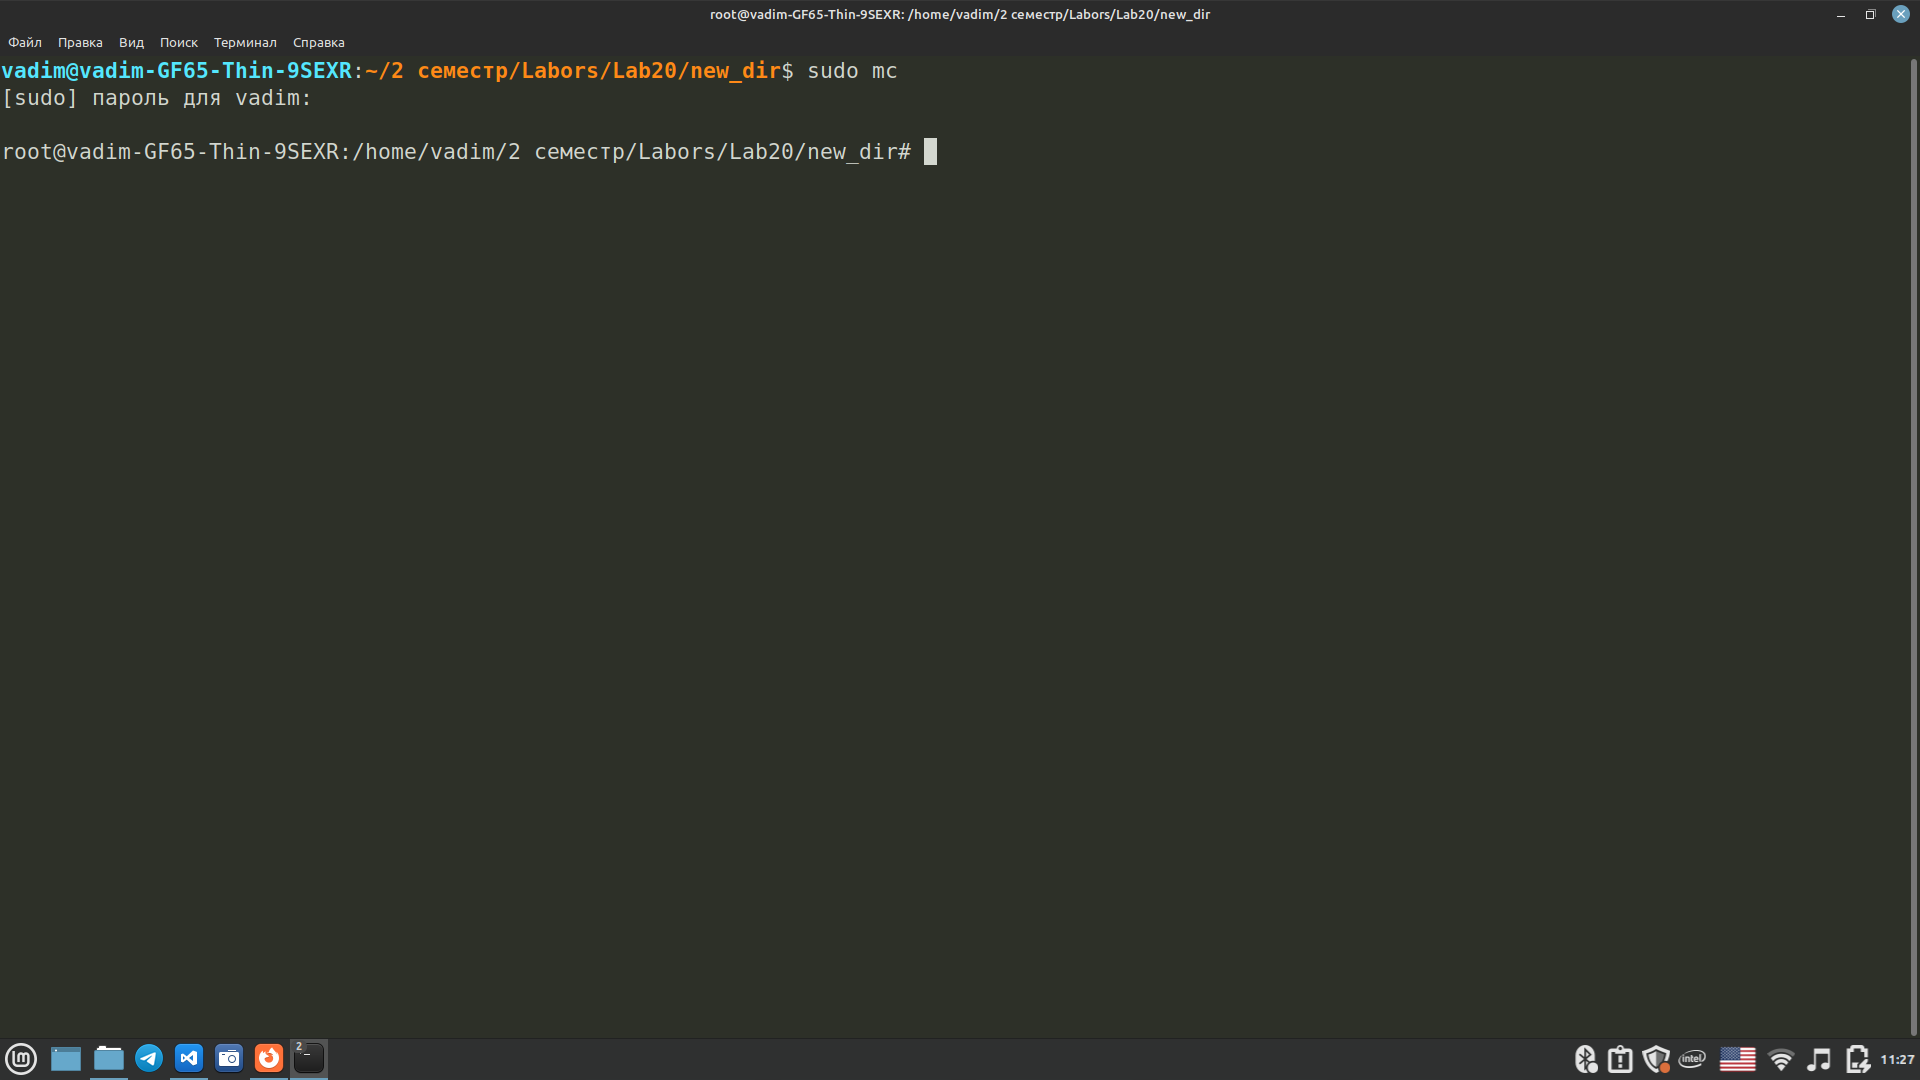 root@vadim-GF65-Thin-9SEXR: /home/vadim/2 семестр/Labors/Lab20/new_dir
Файл Правка Вид Поиск Терминал Справка
vadim@vadim-GF65-Thin-9SEXR:~/2 семестр/Labors/Lab20/new_dir$ sudo mc
[sudo] пароль для vadim:
root@vadim-GF65-Thin-9SEXR:/home/vadim/2 семестр/Labors/Lab20/new_dir#
2
intel
11:27